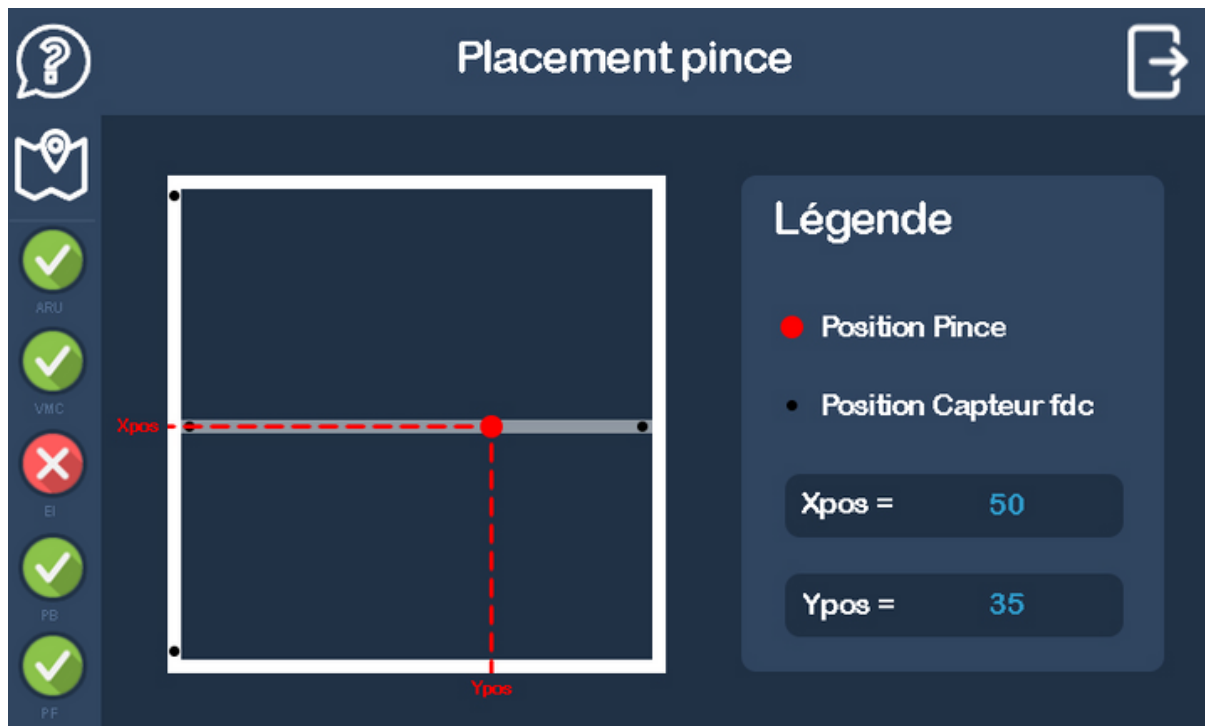 Placement pince
ARU
VMC
EI
PB
PF
Xpos
Ypos
Légende
Position Pince
Position Capteur fdc
Xpos = 50
Ypos = 35